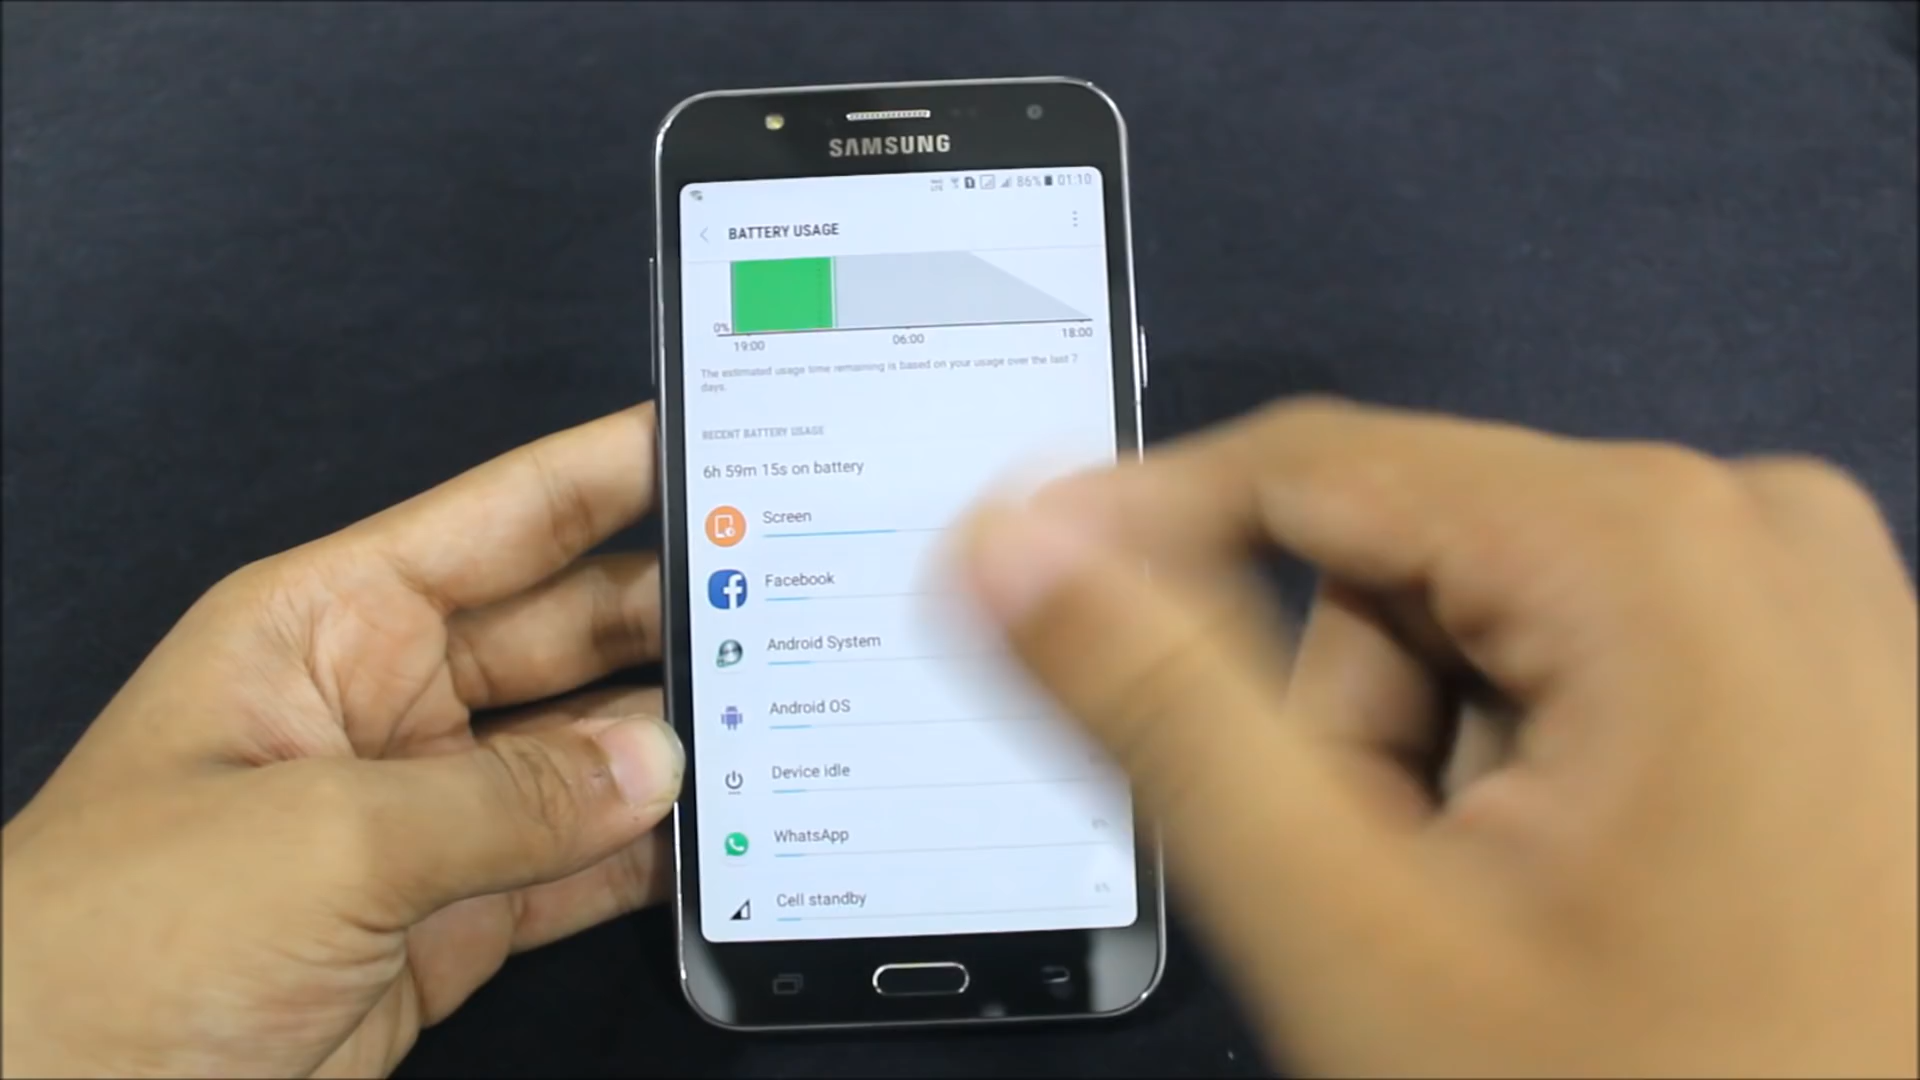 SAMSUNG
86% 01:10
BATTERY USAGE
0%
19:00 06:00 18:00
The estimated usage time remaining is based on your usage over the last 7
days.
RECENT BATTERY USAGE
6h 59m 15s on battery
Screen
Facebook
Android System
Android OS
Device idle
WhatsApp
Cell standby